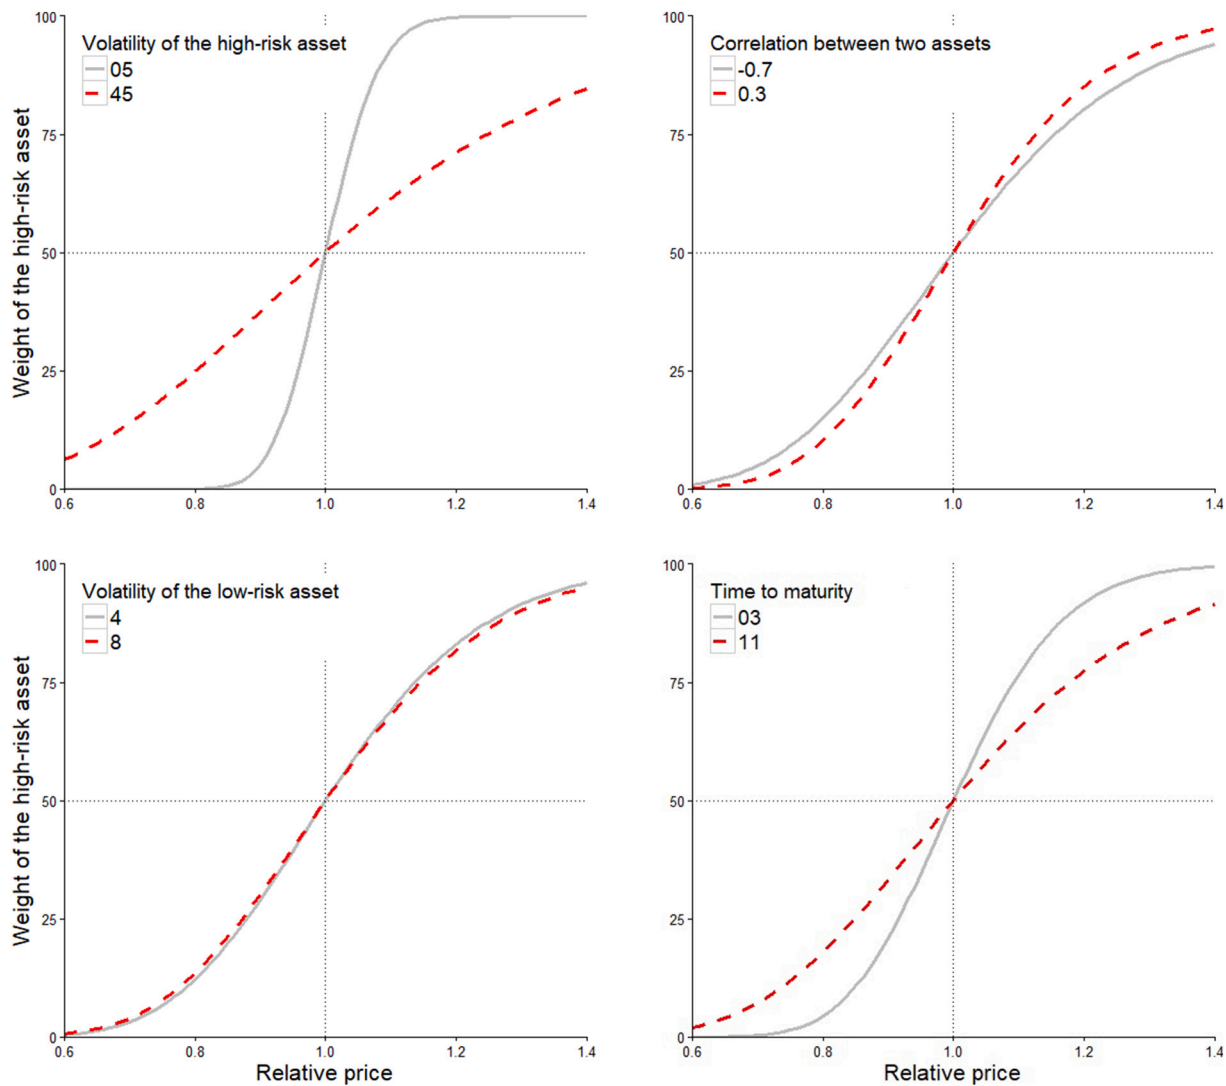 Weight of the high-risk asset
100
75
50
25
0
Volatility of the high-risk asset
05
45
0.6 0.8 1.0 1.2 1.4
100
75
50
25
0
Correlation between two assets
-0.7
0.3
0.6 0.8 1.0 1.2 1.4
Weight of the high-risk asset
100
75
50
25
0
Volatility of the low-risk asset
4
8
0.6 0.8 1.0 1.2 1.4
Relative price
100
75
50
25
0
Time to maturity
03
11
0.6 0.8 1.0 1.2 1.4
Relative price